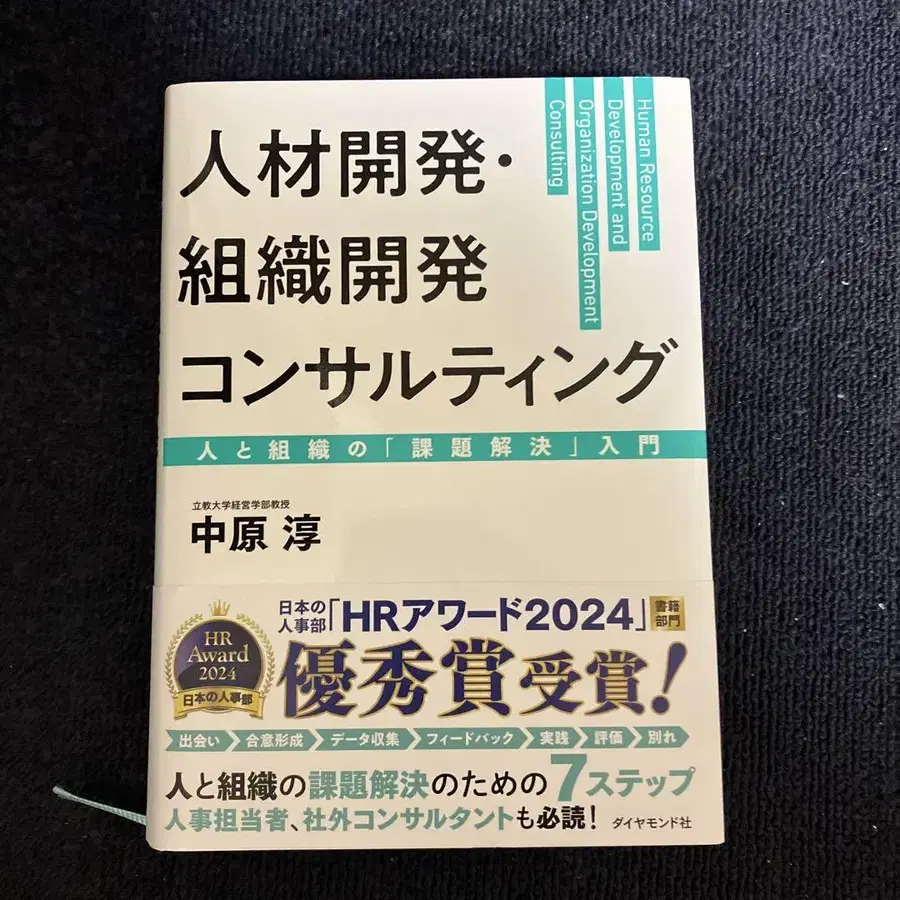 人材開発・
組織開発
コンサルティング
Human Resource
Development and
Organization Development
Consulting
人と組織の「課題解決」入門
立教大学経営学部教授
中原 淳
HR
Award
2024
日本の人事部
日本の
人事部
「HRアワード2024」
書籍
部門
優秀賞受賞!
出会い 合意形成 データ収集 フィードバック 実践 評価 別れ
人と組織の課題解決のための7ステップ
人事担当者、社外コンサルタントも必読!
ダイヤモンド社